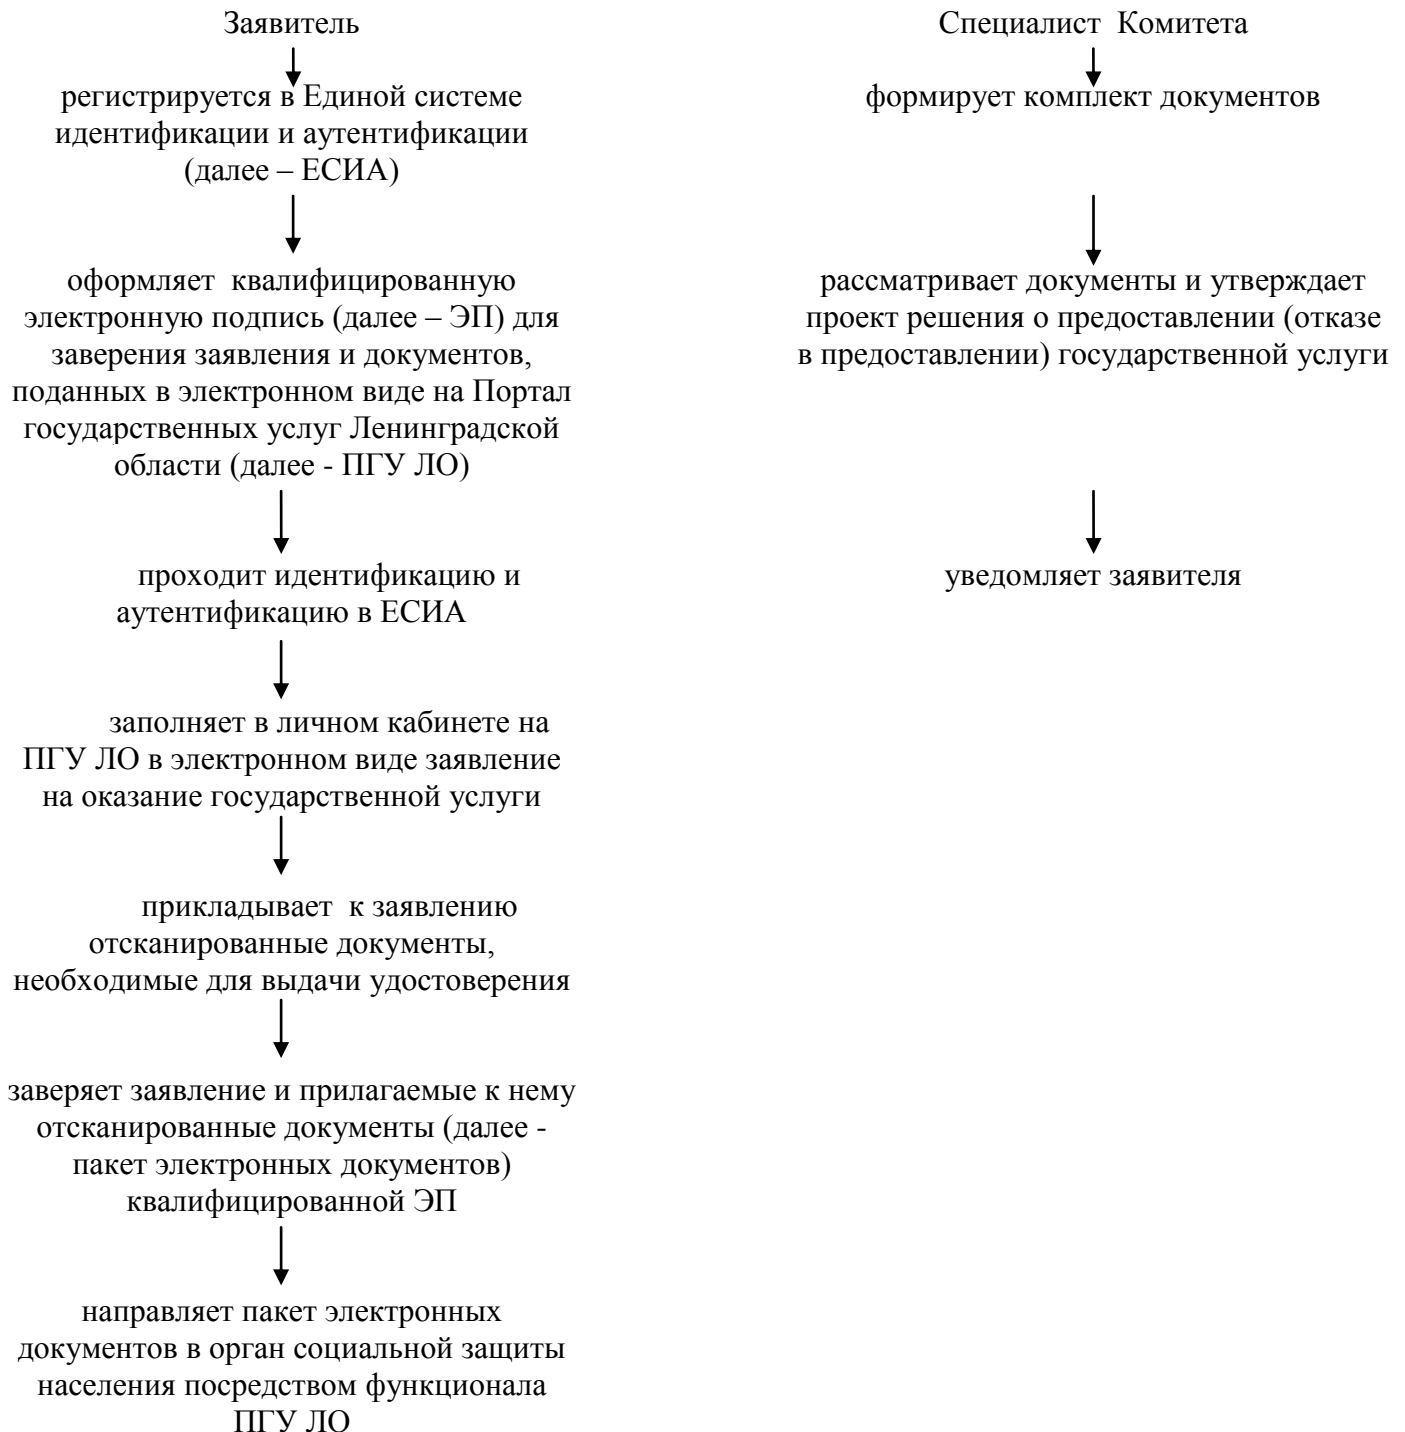 Заявитель
регистрируется в Единой системе
идентификации и аутентификации
(далее – ЕСИА)
оформляет квалифицированную
электронную подпись (далее – ЭП) для
заверения заявления и документов,
поданных в электронном виде на Портал
государственных услуг Ленинградской
области (далее - ПГУ ЛО)
проходит идентификацию и
аутентификацию в ЕСИА
заполняет в личном кабинете на
ПГУ ЛО в электронном виде заявление
на оказание государственной услуги
прикладывает к заявлению
отсканированные документы,
необходимые для выдачи удостоверения
заверяет заявление и прилагаемые к нему
отсканированные документы (далее -
пакет электронных документов)
квалифицированной ЭП
направляет пакет электронных
документов в орган социальной защиты
населения посредством функционала
ПГУ ЛО
Специалист Комитета
формирует комплект документов
рассматривает документы и утверждает
проект решения о предоставлении (отказе
в предоставлении) государственной услуги
уведомляет заявителя